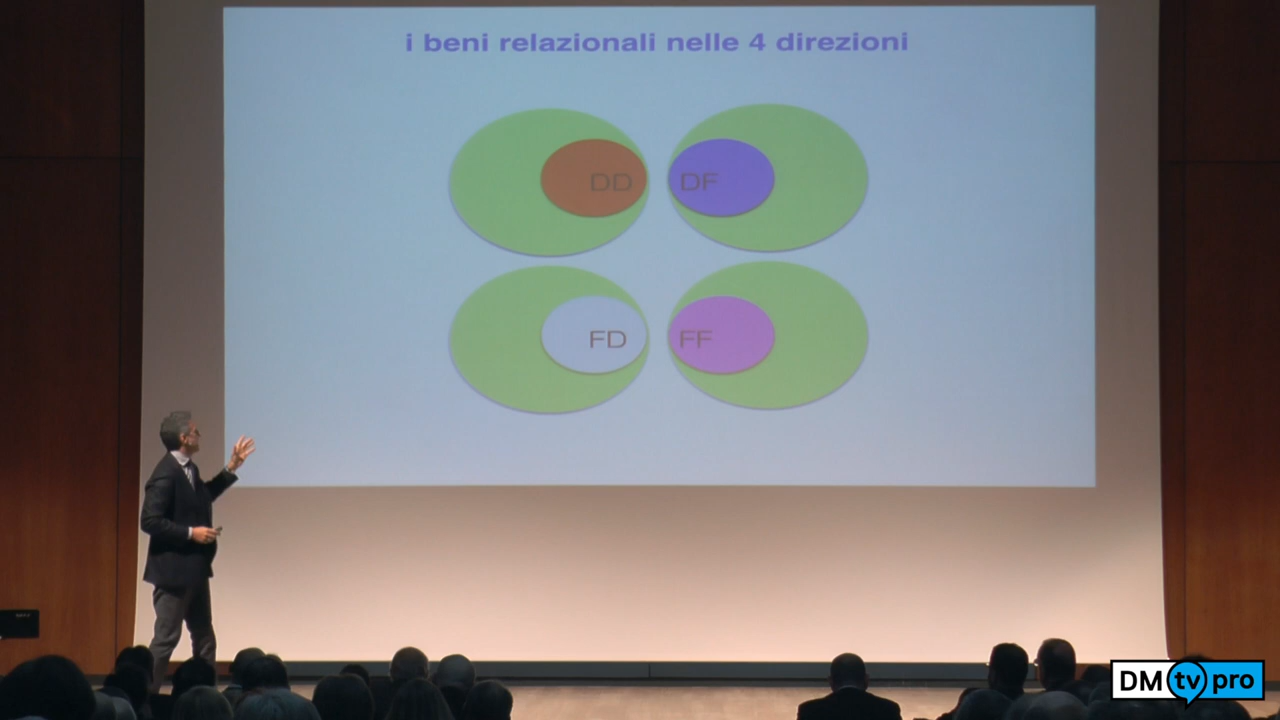 i beni relazionali nelle 4 direzioni
DD
DF
FD
FF
DM tv pro